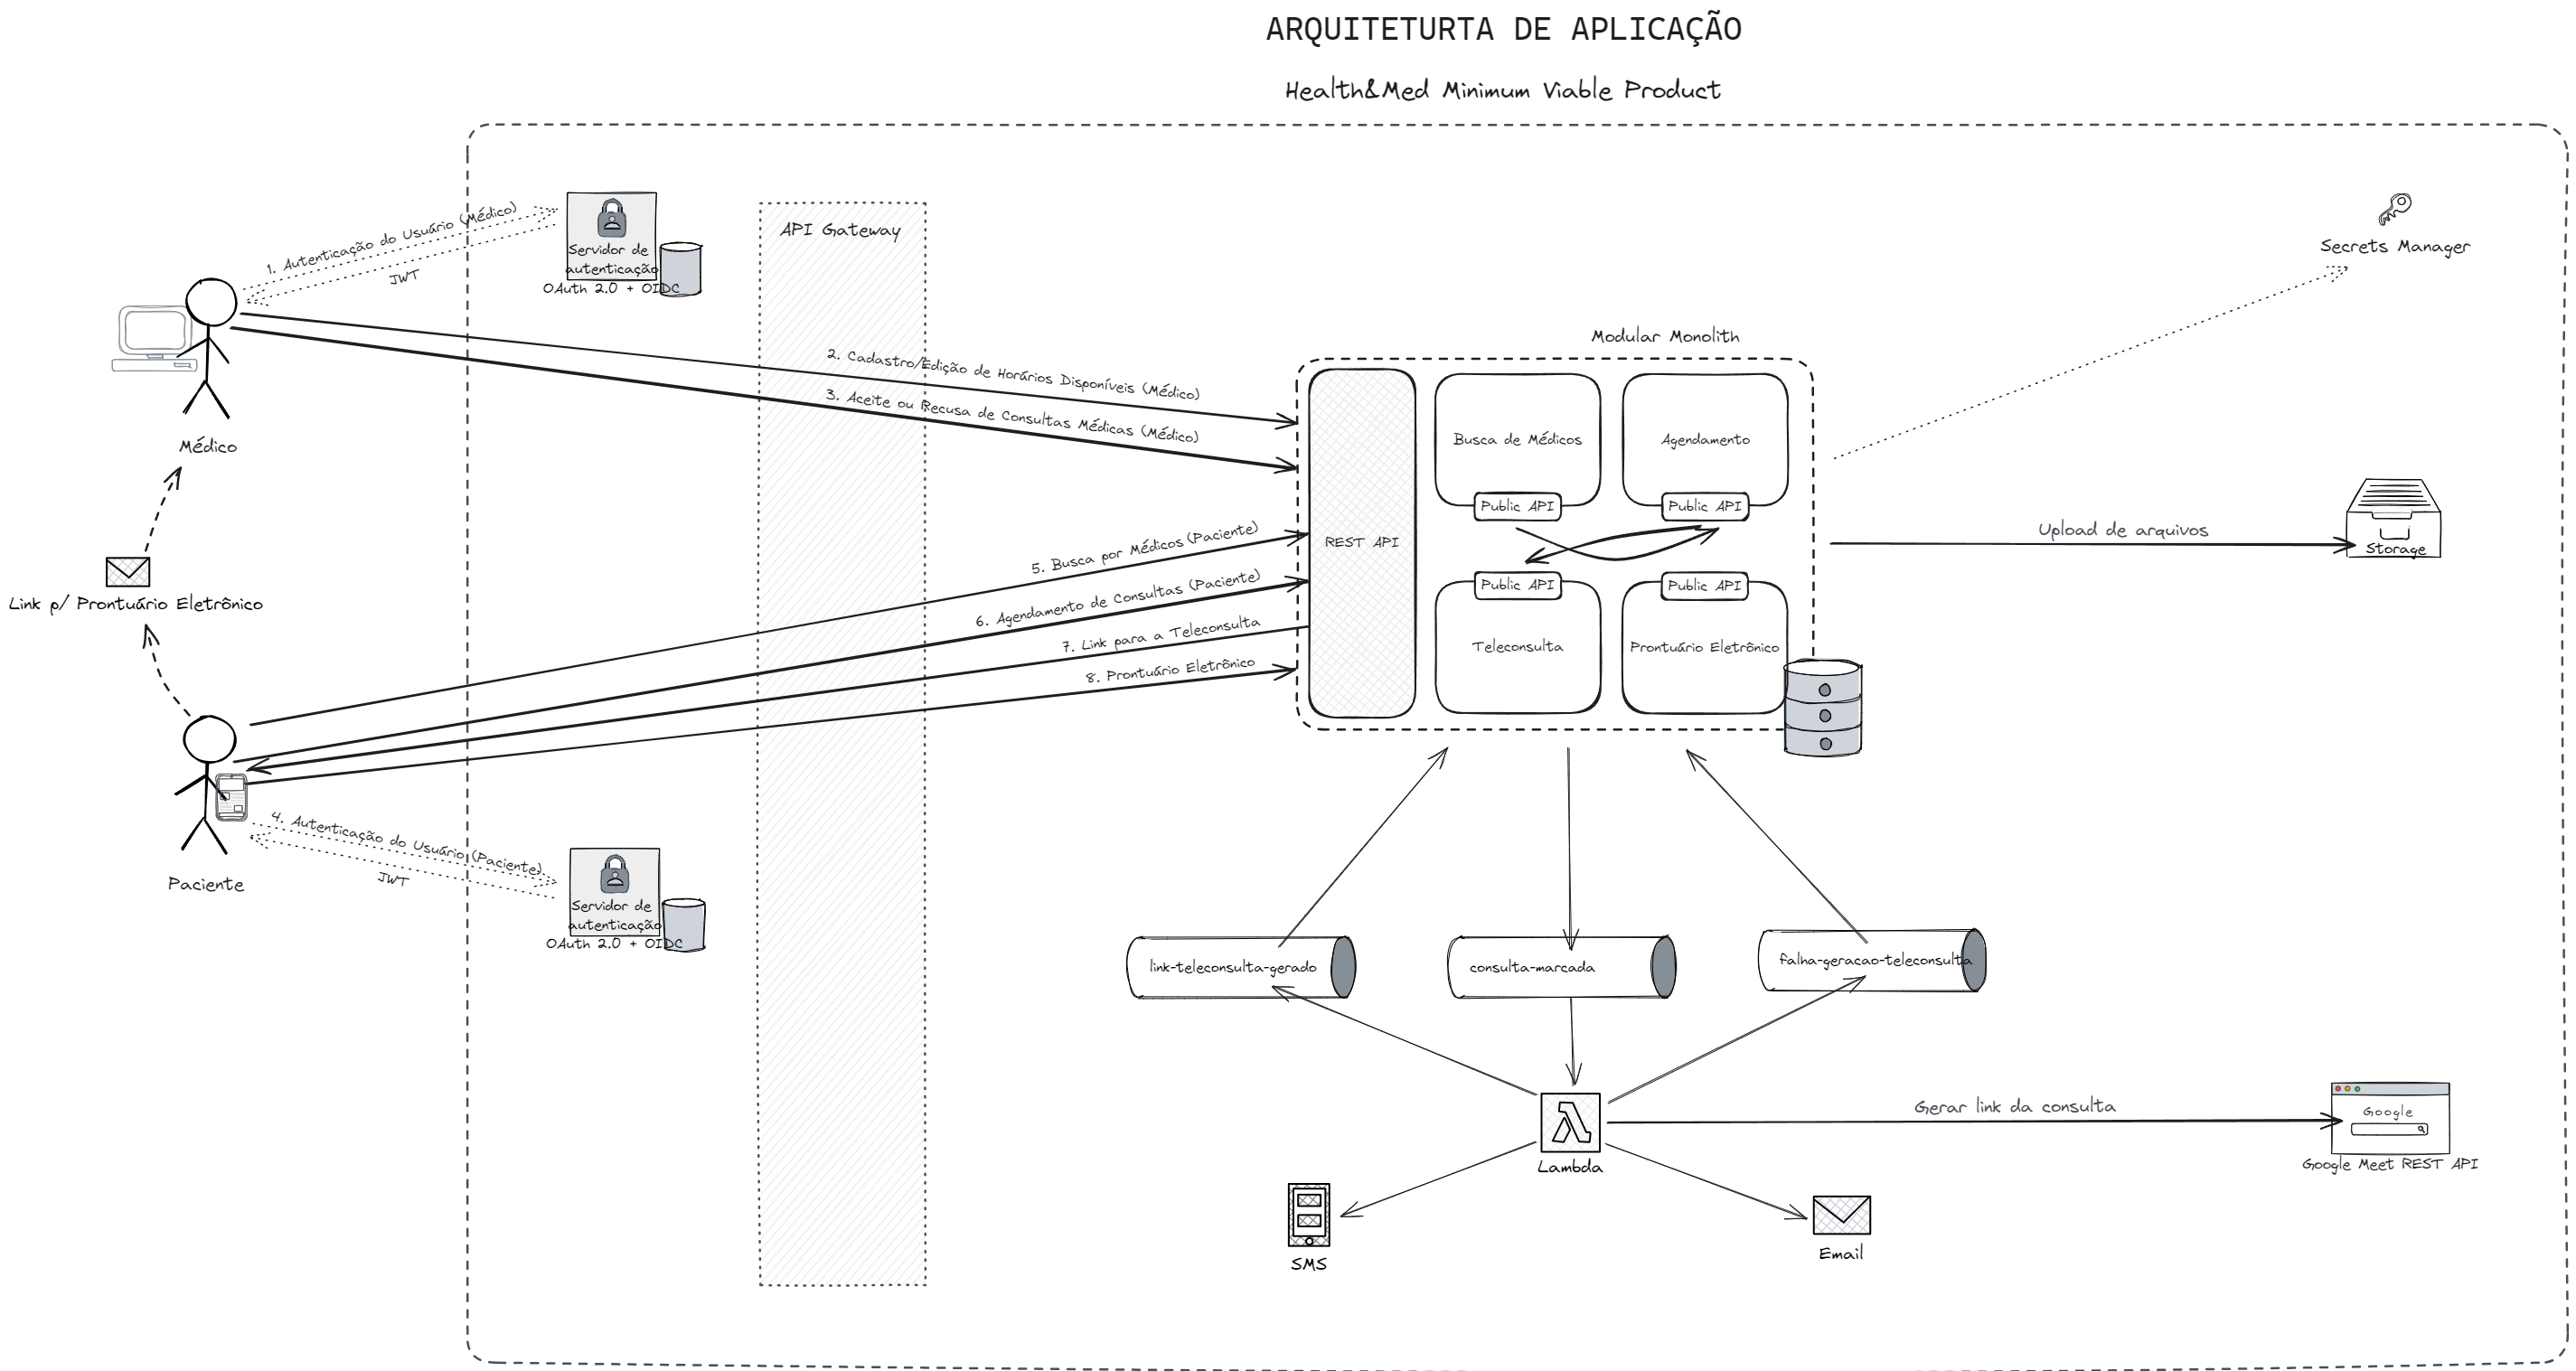 ARQUITETURTA DE APLICAÇÃO
Health&Med Minimum Viable Product
1. Autenticação do Usuário (Médico)
JWT
Servidor de
autenticação
OAuth 2.0 + OIDC
API Gateway
Secrets Manager
Médico
2. Cadastro/Edição de Horários Disponíveis (Médico)
3. Aceite ou Recusa de Consultas Médicas (Médico)
Modular Monolith
REST API
Busca de Médicos
Public API
Agendamento
Public API
Public API
Teleconsulta
Public API
Prontuário Eletrônico
Upload de arquivos
Storage
Link p/ Prontuário Eletrônico
5. Busca por Médicos (Paciente)
6. Agendamento de Consultas (Paciente)
7. Link para a Teleconsulta
8. Prontuário Eletrônico
4. Autenticação do Usuário (Paciente)
JWT
Paciente
Servidor de
autenticação
OAuth 2.0 + OIDC
link-teleconsulta-gerado
consulta-marcada
falha-geracao-teleconsulta
Lambda
Gerar link da consulta
Google
Google Meet REST API
SMS
Email